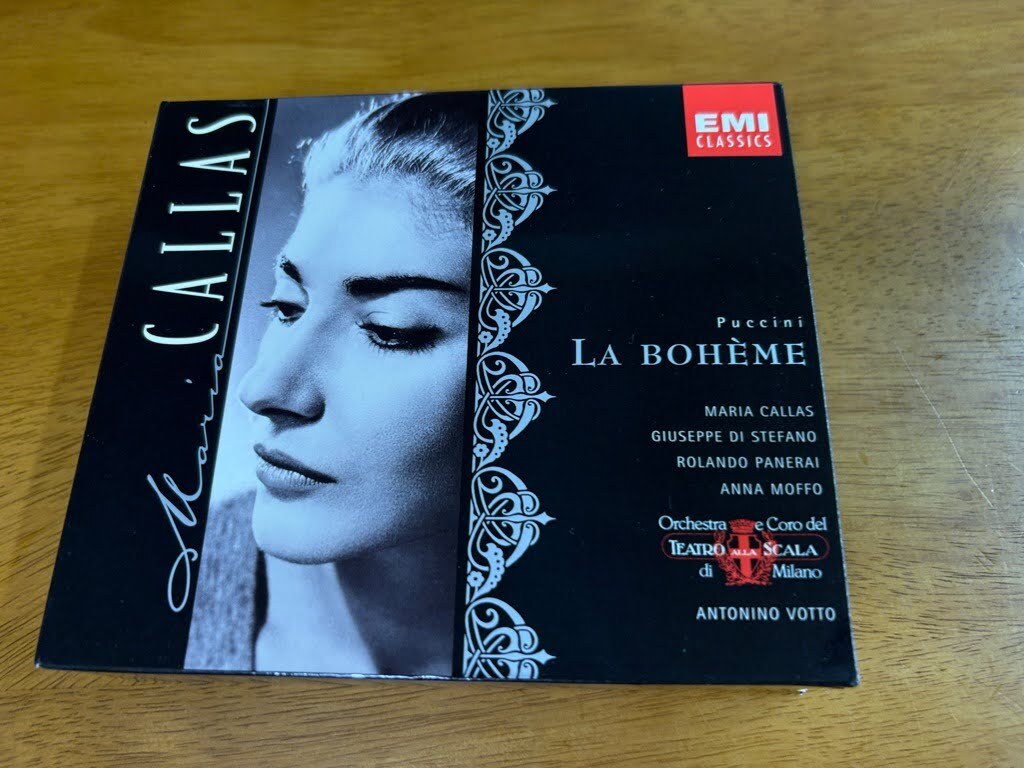 Maria CALLAS
EMI
CLASSICS
Puccini
LA BOHÈME
MARIA CALLAS
GIUSEPPE DI STEFANO
ROLANDO PANERAI
ANNA MOFFO
Orchestra e Coro del
TEATRO ALLA SCALA
di Milano
ANTONINO VOTTO